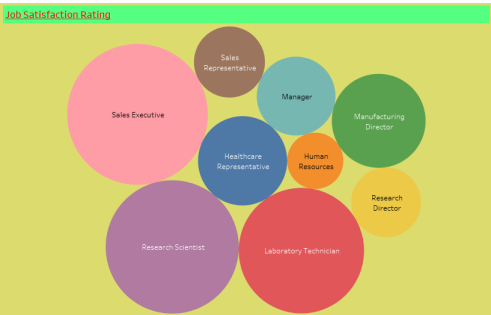 Job Satisfaction Rating
Sales
Representative
Manager
Sales Executive
Manufacturing
Director
Healthcare
Representative
Human
Resources
Research
Director
Research Scientist
Laboratory Technician